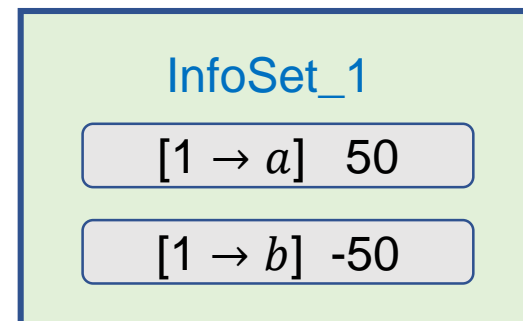 InfoSet_1
[1 → 𝑎] 50
[1 → 𝑏] -50